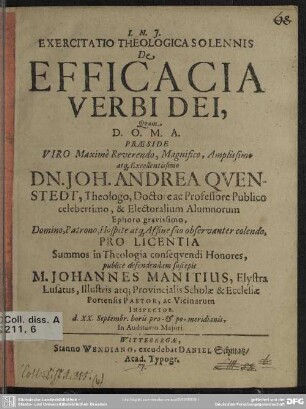 I. N. J.
EXERCITATIO THEOLOGICA SOLENNIS
De
EFFICACIA
VERBI DEI,
Quam
D. O. M. A.
PRÆSIDE
VIRO Maximè Reverendo, Magnifico, Amplissimo
atq; Excellentissimo
DN. JOH. ANDREA QVEN-
STEDT, Theologo, Doctore ac Professore Publico
celeberrimo, & Electoralium Alumnorum
Ephoro gravissimo,
Domino, Patrono, Hospite atq; Affine suo observanter colendo,
PRO LICENTIA
Summos in Theologia conseqvendi Honores,
publicè defendendam suscipit
M. JOHANNES MANITIUS, Elystra
Lusatus, Illustris atq; Provincialis Scholæ & Ecclesiæ
Portensis PASTOR, ac Vicinarum
INSPECTOR.
d. XX. Septembr. horis pro- & po-meridianis,
In Auditorio Majori.
WITTEBERGÆ,
Stanno WENDIANO, excudebat DANIEL Schmatz/
Acad. Typogr.
Coll. diss. A
211, 6
68